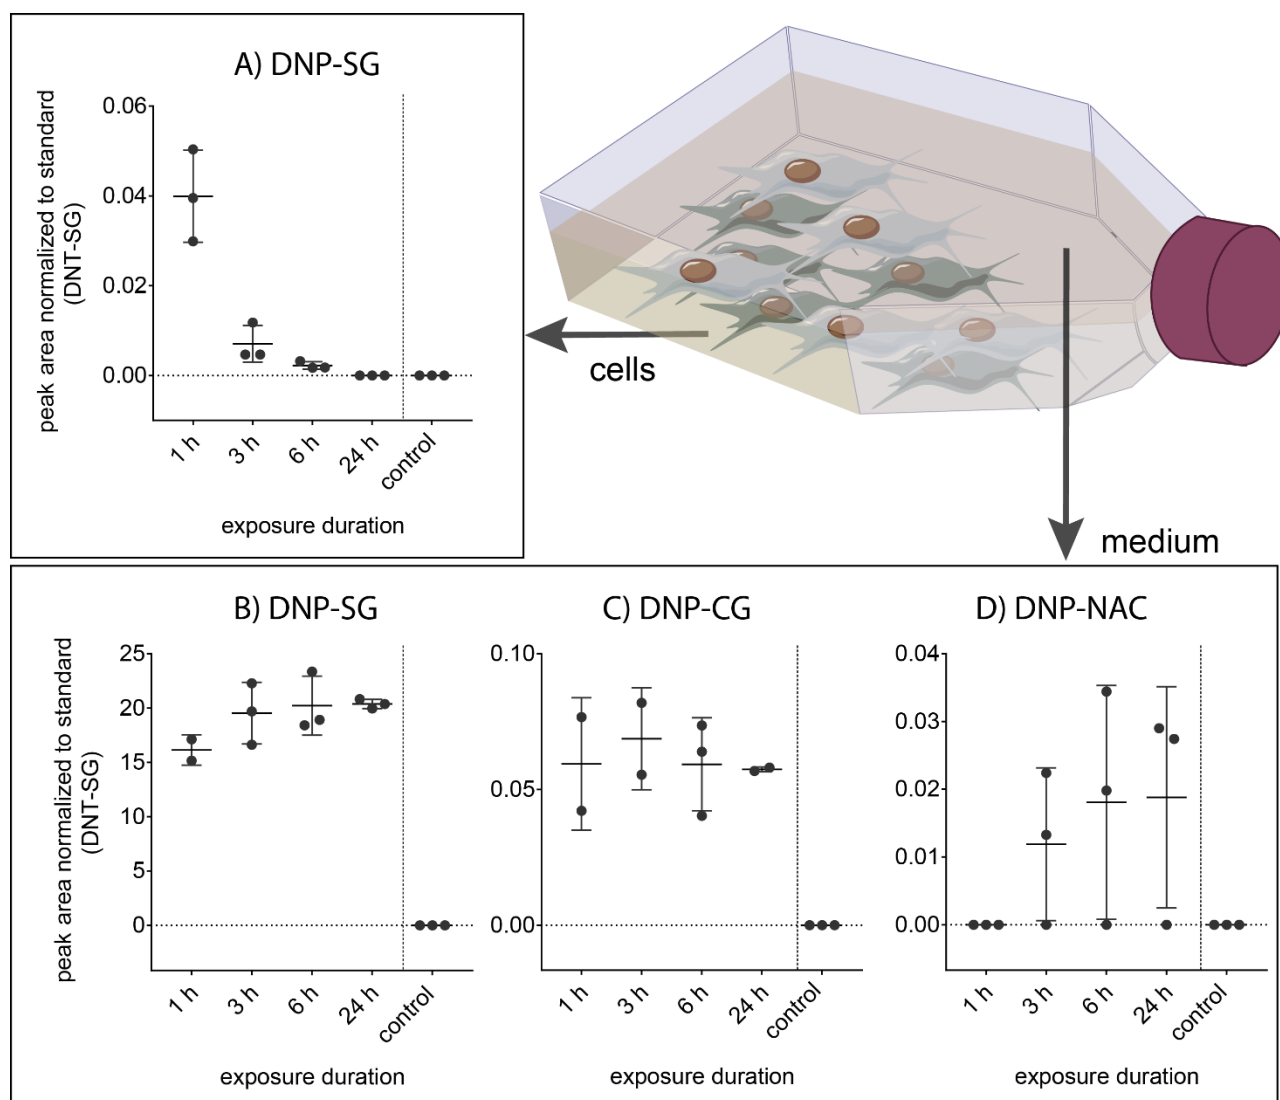 A) DNP-SG
peak area normalized to standard
(DNT-SG)
0.06
0.04
0.02
0.00
1 h
3 h
6 h
24 h
control
exposure duration
cells
medium
B) DNP-SG
peak area normalized to standard
(DNT-SG)
25
20
15
10
5
0
1 h
3 h
6 h
24 h
control
exposure duration
C) DNP-CG
0.10
0.05
0.00
1 h
3 h
6 h
24 h
control
exposure duration
D) DNP-NAC
0.04
0.03
0.02
0.01
0.00
1 h
3 h
6 h
24 h
control
exposure duration